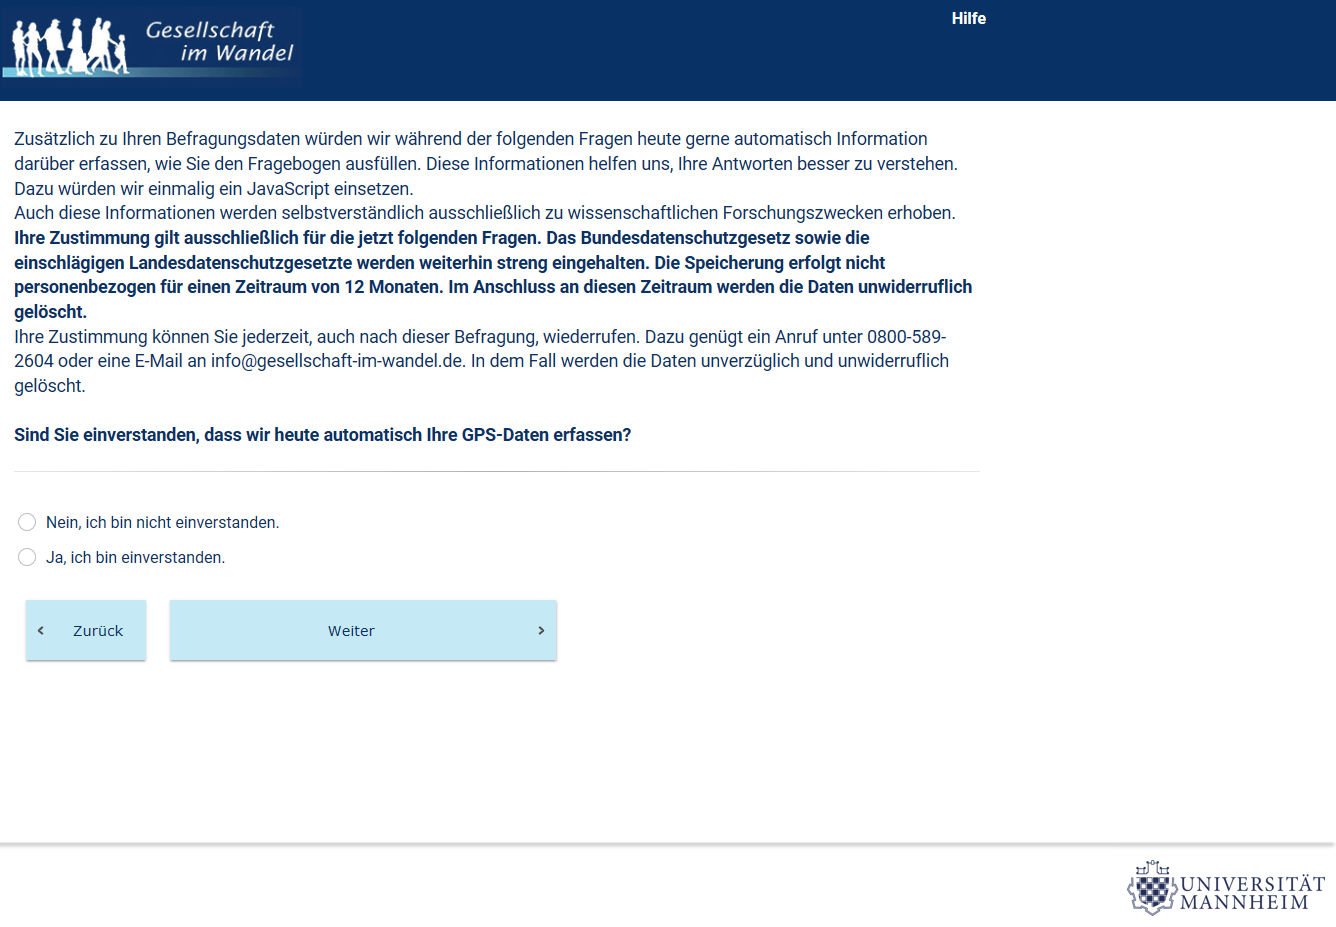 Gesellschaft
im Wandel
Hilfe
Zusätzlich zu Ihren Befragungsdaten würden wir während der folgenden Fragen heute gerne automatisch Information
darüber erfassen, wie Sie den Fragebogen ausfüllen. Diese Informationen helfen uns, Ihre Antworten besser zu verstehen.
Dazu würden wir einmalig ein JavaScript einsetzen.
Auch diese Informationen werden selbstverständlich ausschließlich zu wissenschaftlichen Forschungszwecken erhoben.
Ihre Zustimmung gilt ausschließlich für die jetzt folgenden Fragen. Das Bundesdatenschutzgesetz sowie die
einschlägigen Landesdatenschutzgesetzte werden weiterhin streng eingehalten. Die Speicherung erfolgt nicht
personenbezogen für einen Zeitraum von 12 Monaten. Im Anschluss an diesen Zeitraum werden die Daten unwiderruflich
gelöscht.
Ihre Zustimmung können Sie jederzeit, auch nach dieser Befragung, wiederrufen. Dazu genügt ein Anruf unter 0800-589-
2604 oder eine E-Mail an info@gesellschaft-im-wandel.de. In dem Fall werden die Daten unverzüglich und unwiderruflich
gelöscht.
Sind Sie einverstanden, dass wir heute automatisch Ihre GPS-Daten erfassen?
Nein, ich bin nicht einverstanden.
Ja, ich bin einverstanden.
Zurück
Weiter
UNIVERSITÄT
MANNHEIM